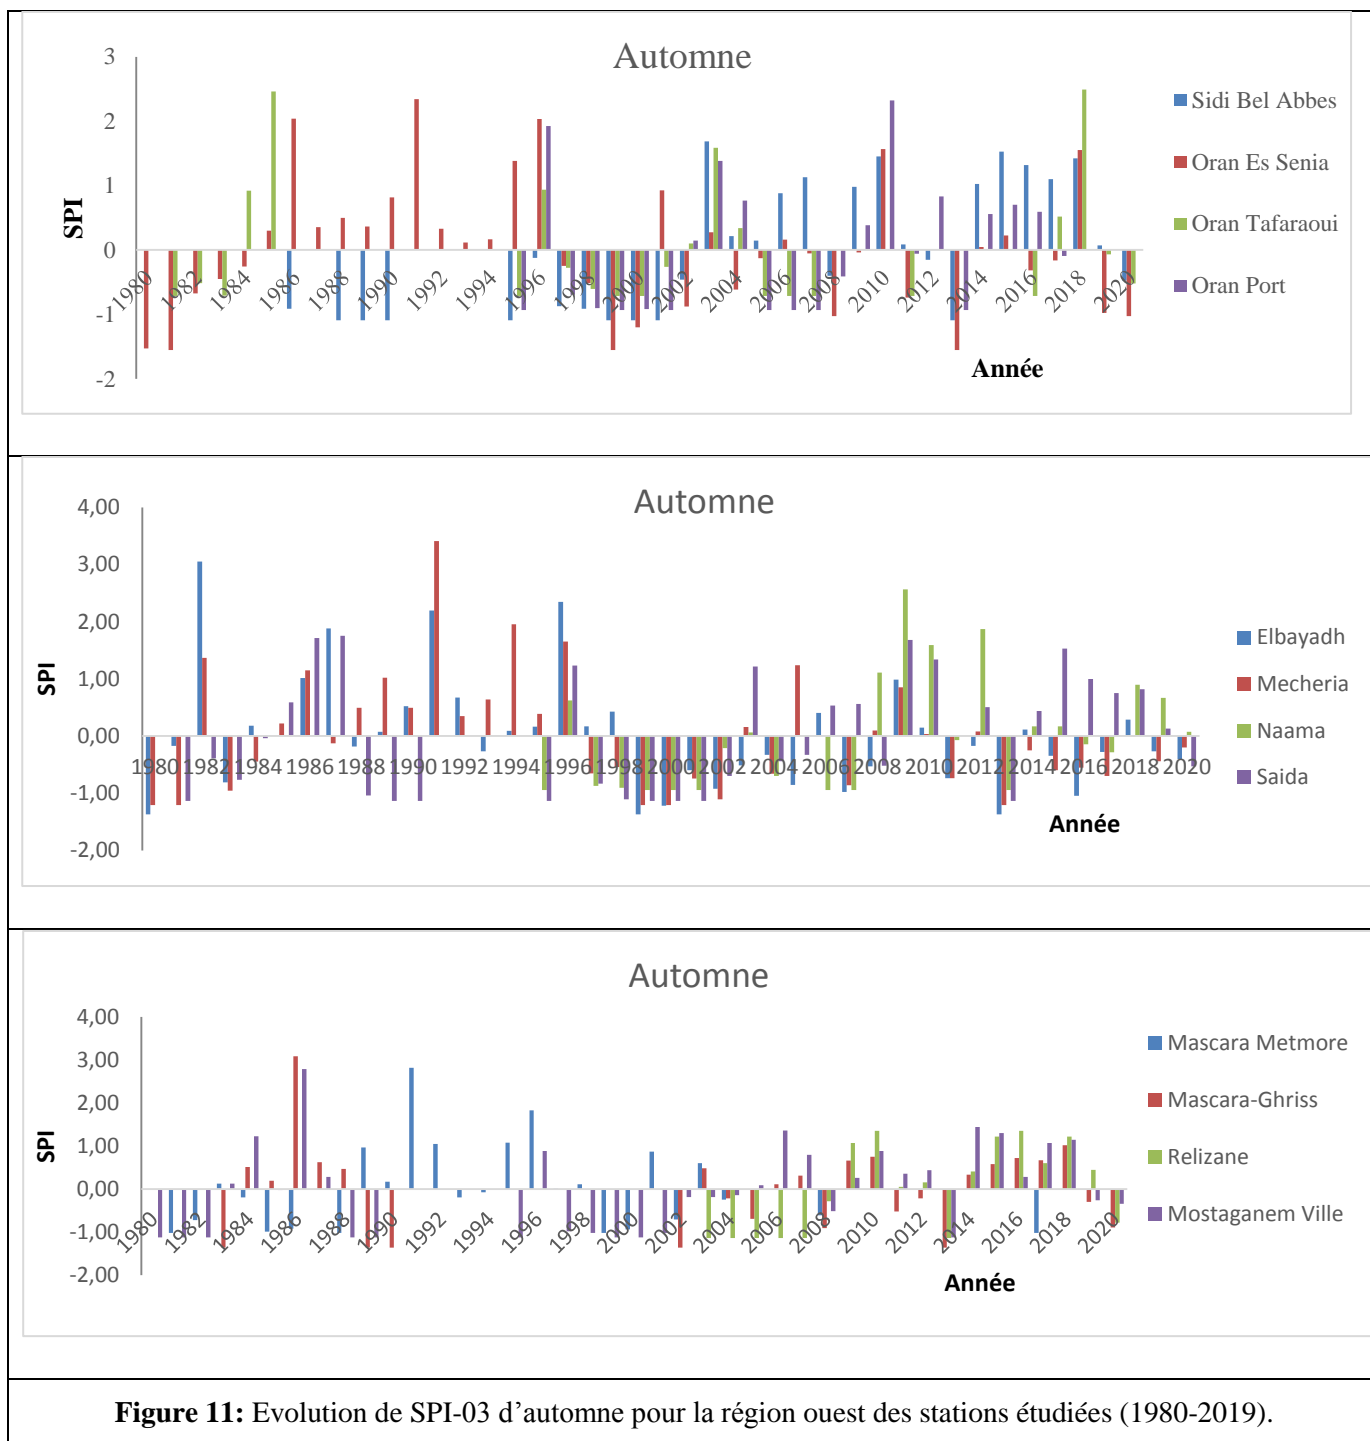 Automne
3
2
1
0
-1
-2
SPI
1980 1982 1984 1986 1988 1990 1992 1994 1996 1998 2000 2002 2004 2006 2008 2010 2012 2014 2016 2018 2020
Année
Sidi Bel Abbes
Oran Es Senia
Oran Tafaraoui
Oran Port
Automne
4,00
3,00
2,00
1,00
0,00
-1,00
-2,00
SPI
1980 1982 1984 1986 1988 1990 1992 1994 1996 1998 2000 2002 2004 2006 2008 2010 2012 2014 2016 2018 2020
Année
Elbayadh
Mecheria
Naama
Saida
Automne
4,00
3,00
2,00
1,00
0,00
-1,00
-2,00
SPI
1980 1982 1984 1986 1988 1990 1992 1994 1996 1998 2000 2002 2004 2006 2008 2010 2012 2014 2016 2018 2020
Année
Mascara Metmore
Mascara-Ghriss
Relizane
Mostaganem Ville
Figure 11: Evolution de SPI-03 d’automne pour la région ouest des stations étudiées (1980-2019).